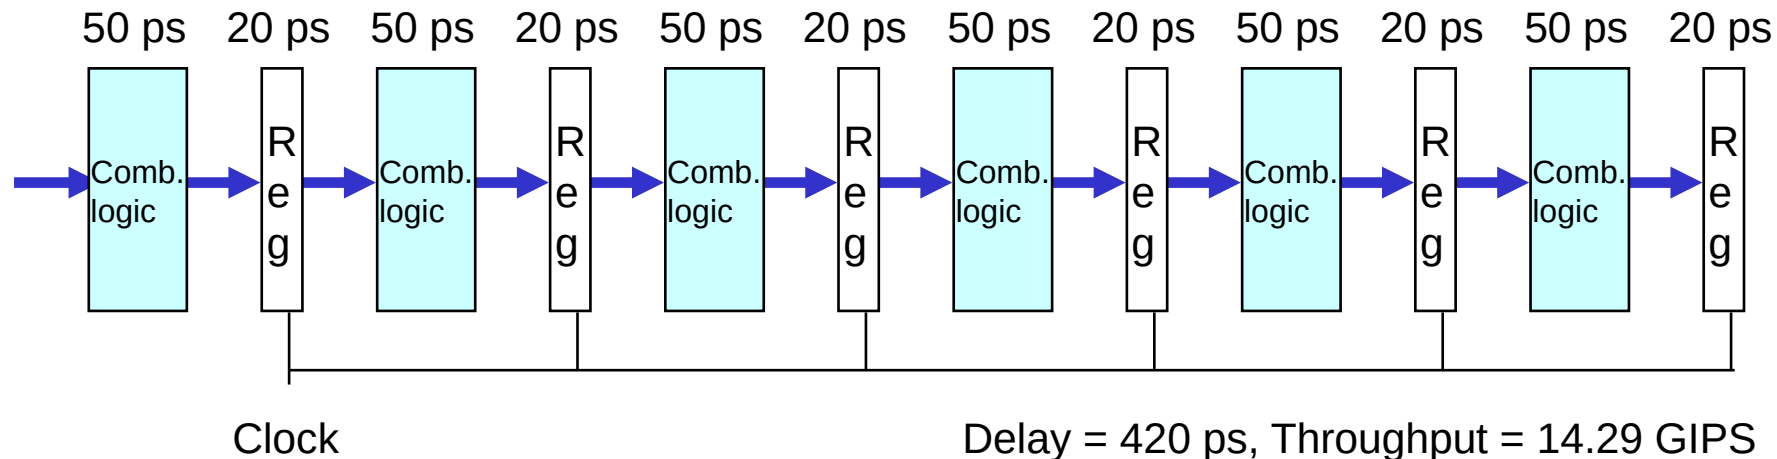 50 ps 20 ps 50 ps 20 ps 50 ps 20 ps 50 ps 20 ps 50 ps 20 ps 50 ps 20 ps
Comb.
logic
R
e
g
Comb.
logic
R
e
g
Comb.
logic
R
e
g
Comb.
logic
R
e
g
Comb.
logic
R
e
g
Comb.
logic
R
e
g
Clock
Delay = 420 ps, Throughput = 14.29 GIPS